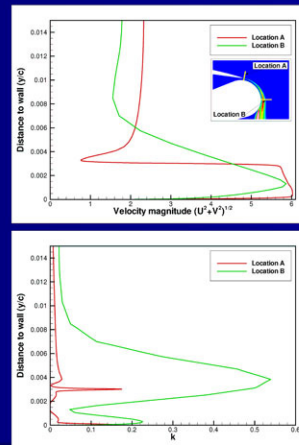 0.014
0.012
0.01
0.008
0.006
0.004
0.002
0
Distance to wall (y/c)
Location A
Location B
Location A
Location B
0 1 2 3 4 5 6
Velocity magnitude (U²+V²)^1/2
0.014
0.012
0.01
0.008
0.006
0.004
0.002
0
Distance to wall (y/c)
Location A
Location B
0 0.1 0.2 0.3 0.4 0.5 0.6
k